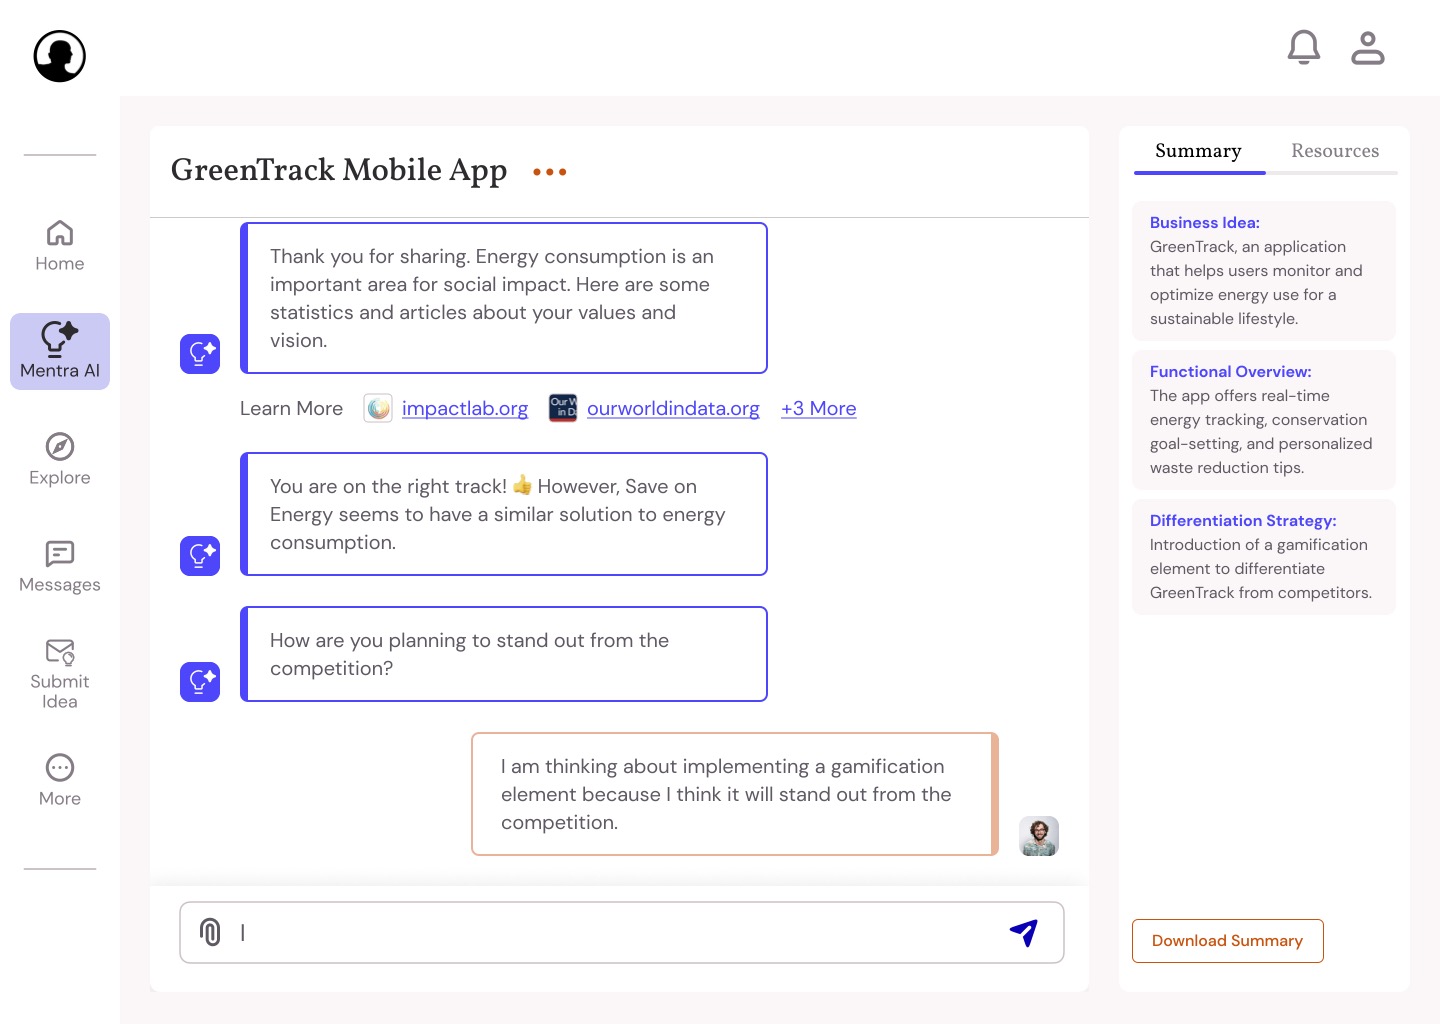 Home
Mentra AI
Explore
Messages
Submit
Idea
More
GreenTrack Mobile App
Thank you for sharing. Energy consumption is an
important area for social impact. Here are some
statistics and articles about your values and
vision.
Learn More impactlab.org Our W in Da ourworldindata.org +3 More
You are on the right track! 👍 However, Save on
Energy seems to have a similar solution to energy
consumption.
How are you planning to stand out from the
competition?
I am thinking about implementing a gamification
element because I think it will stand out from the
competition.
Summary Resources
Business Idea:
GreenTrack, an application
that helps users monitor and
optimize energy use for a
sustainable lifestyle.
Functional Overview:
The app offers real-time
energy tracking, conservation
goal-setting, and personalized
waste reduction tips.
Differentiation Strategy:
Introduction of a gamification
element to differentiate
GreenTrack from competitors.
Download Summary